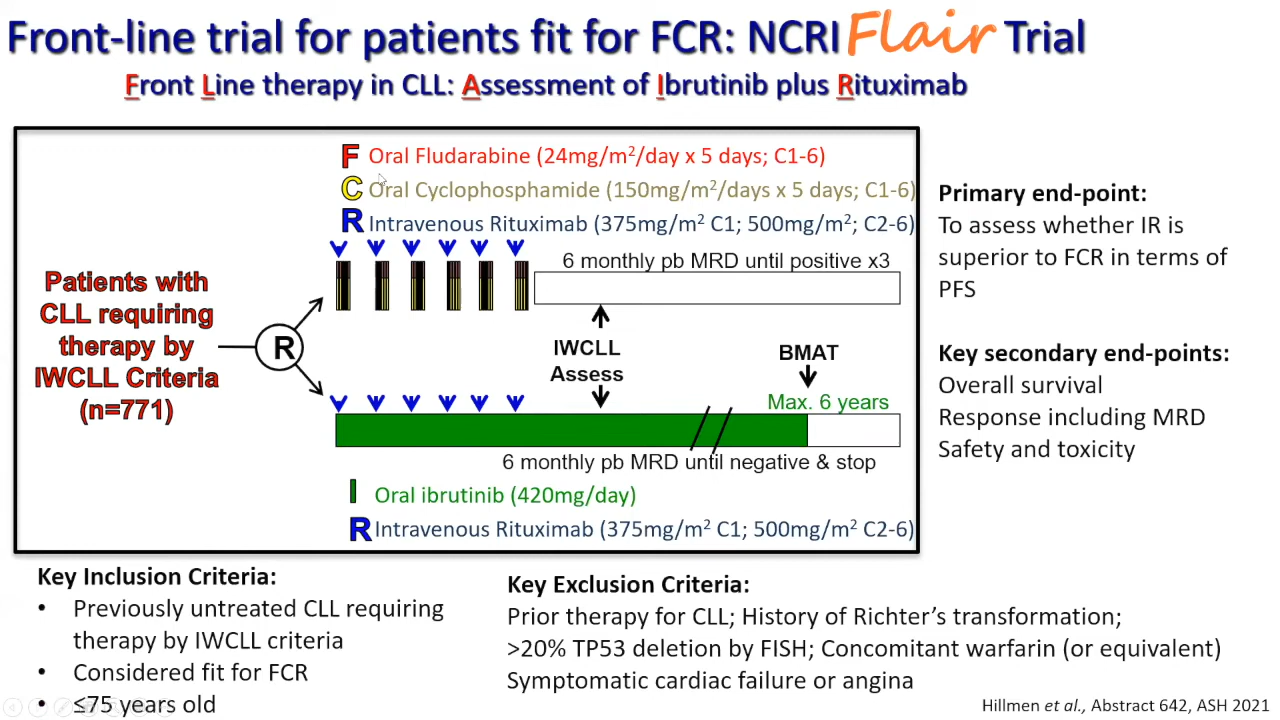 Front-line trial for patients fit for FCR: NCRI Flair Trial
Front Line therapy in CLL: Assessment of Ibrutinib plus Rituximab
F Oral Fludarabine (24mg/m²/day x 5 days; C1-6)
C Oral Cyclophosphamide (150mg/m²/days x 5 days; C1-6)
R Intravenous Rituximab (375mg/m² C1; 500mg/m²; C2-6)
6 monthly pb MRD until positive x3
Patients with
CLL requiring
therapy by
IWCLL Criteria
(n=771)
R
IWCLL
Assess
BMAT
Max. 6 years
6 monthly pb MRD until negative & stop
I Oral ibrutinib (420mg/day)
R Intravenous Rituximab (375mg/m² C1; 500mg/m² C2-6)
Primary end-point:
To assess whether IR is
superior to FCR in terms of
PFS
Key secondary end-points:
Overall survival
Response including MRD
Safety and toxicity
Key Inclusion Criteria:
• Previously untreated CLL requiring
therapy by IWCLL criteria
• Considered fit for FCR
• ≤75 years old
Key Exclusion Criteria:
Prior therapy for CLL; History of Richter’s transformation;
>20% TP53 deletion by FISH; Concomitant warfarin (or equivalent)
Symptomatic cardiac failure or angina
Hillmen et al., Abstract 642, ASH 2021